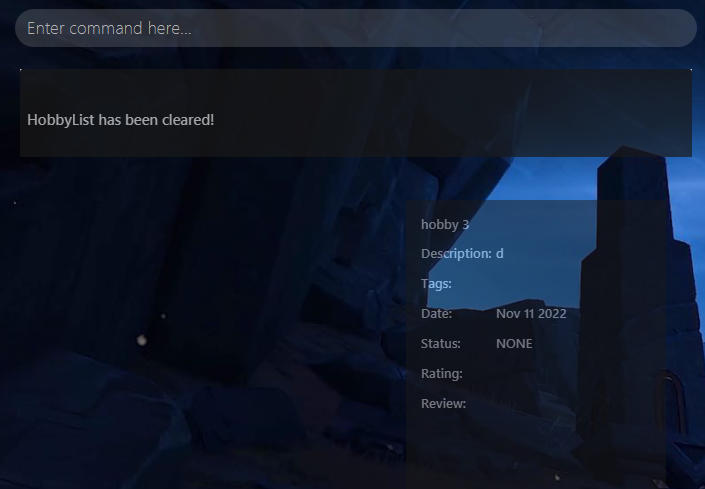 Enter command here...
HobbyList has been cleared!
hobby 3
Description: d
Tags:
Date: Nov 11 2022
Status: NONE
Rating:
Review: